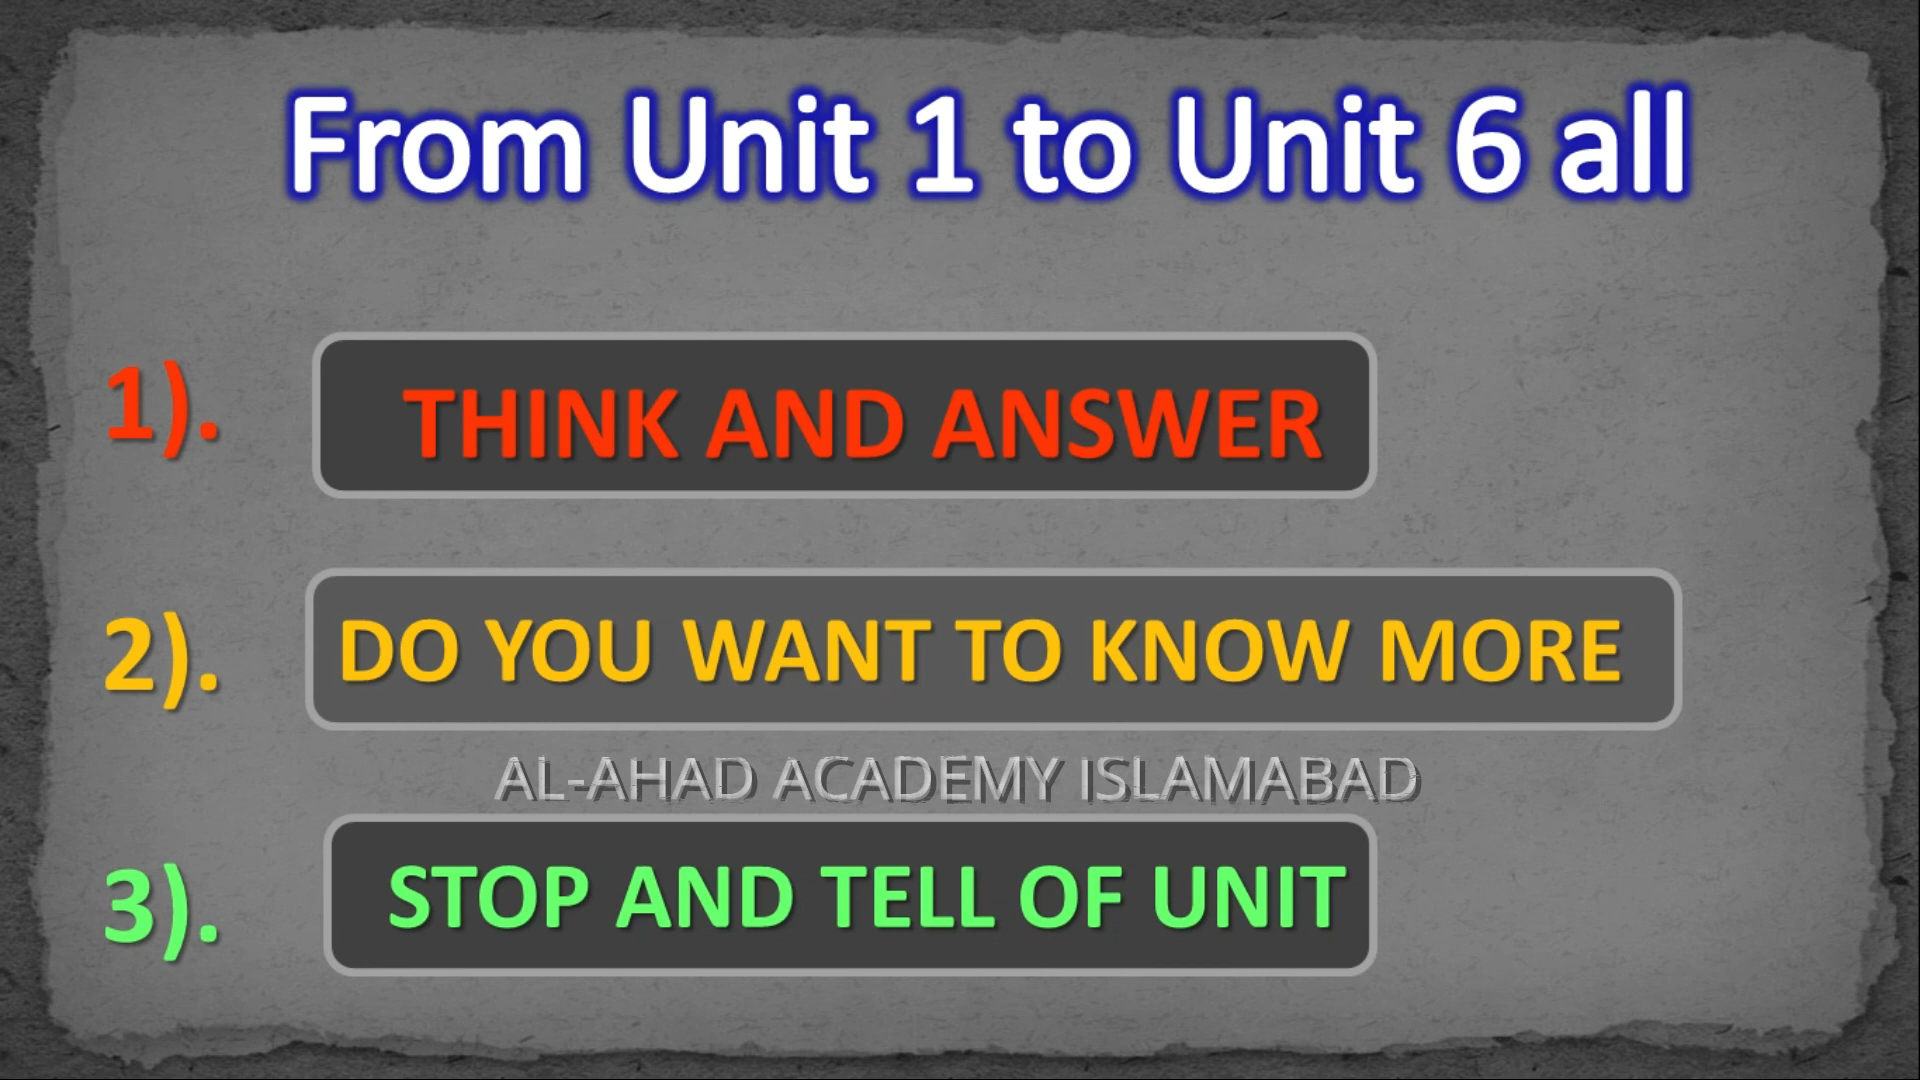 From Unit 1 to Unit 6 all
1). THINK AND ANSWER
2). DO YOU WANT TO KNOW MORE
AL-AHAD ACADEMY ISLAMABAD
3). STOP AND TELL OF UNIT